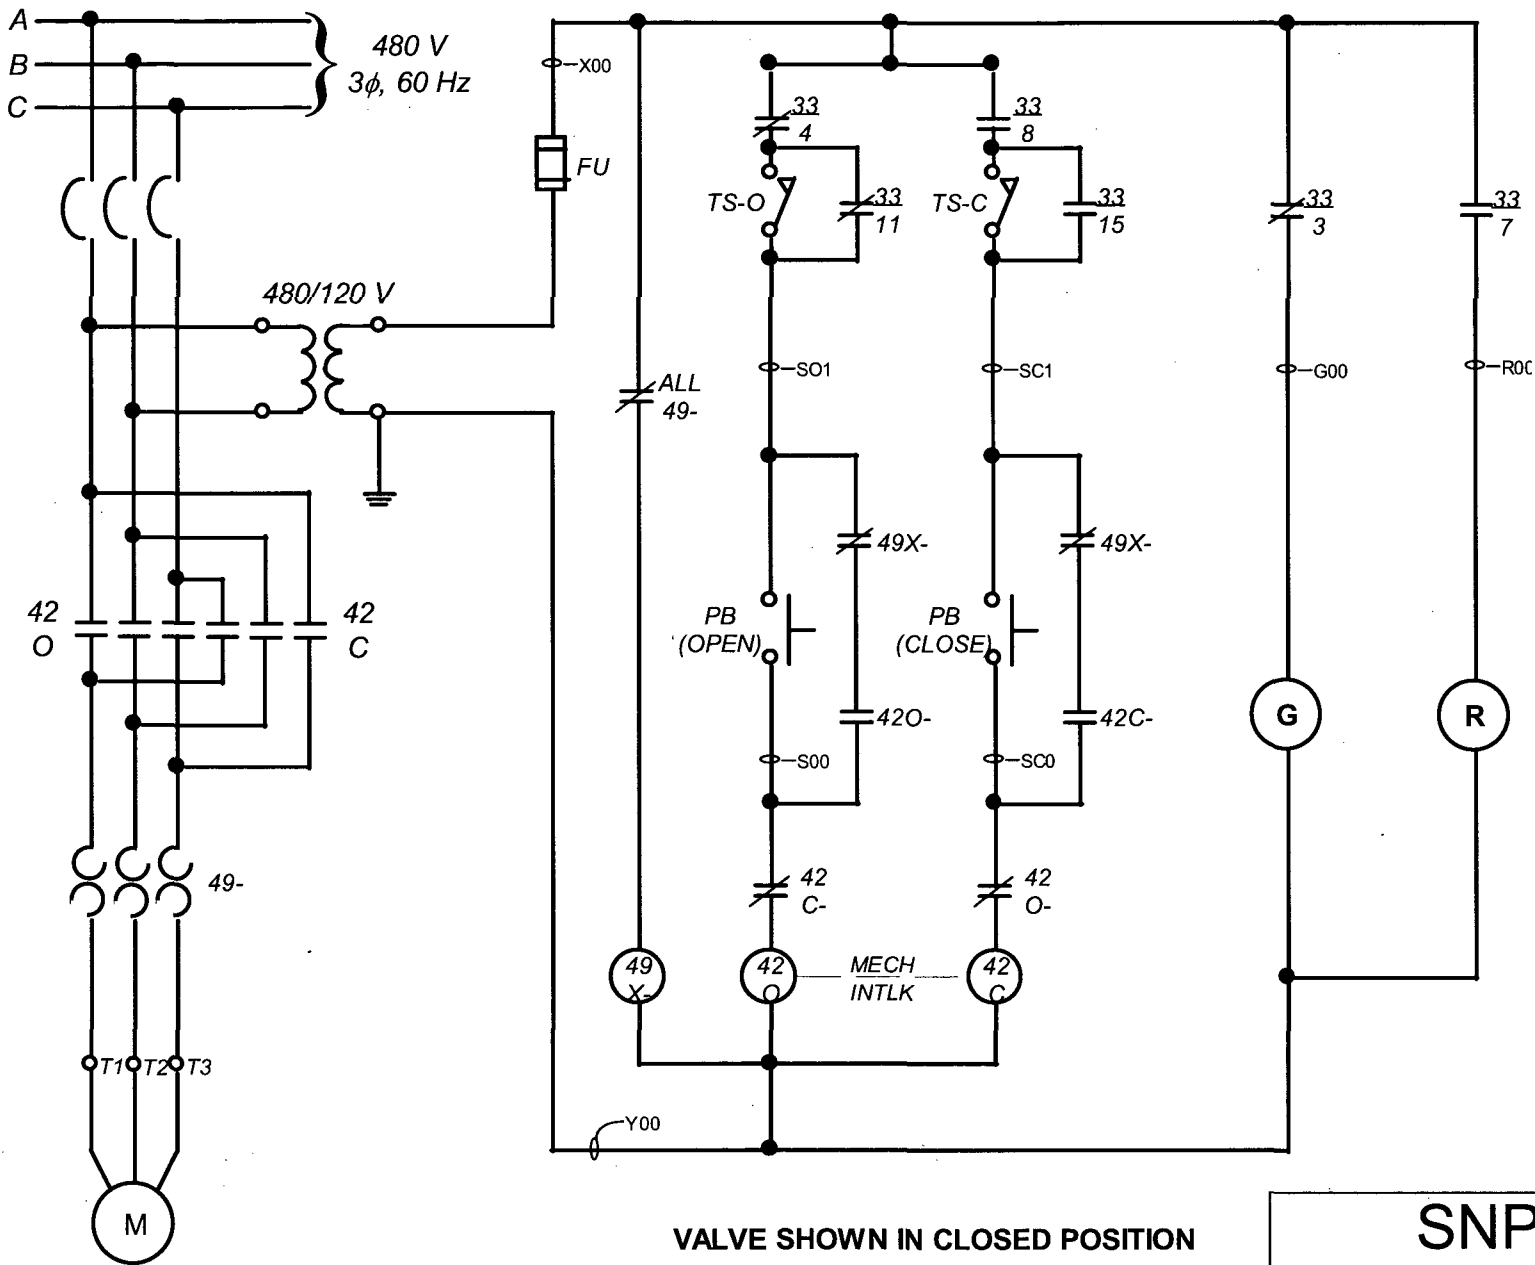 A
B
C
480 V
3ϕ, 60 Hz
X00
FU
33
4
33
8
TS-O
33
11
TS-C
33
15
33
3
33
7
480/120 V
ALL
49-
SO1
SC1
G00
R00
49X-
49X-
42
O
42
C
PB
(OPEN)
PB
(CLOSE)
42O-
42C-
G
R
S00
SC0
49-
42
C-
42
O-
49
X-
42
O
MECH
INTLK
42
C
T1
T2
T3
Y00
M
VALVE SHOWN IN CLOSED POSITION
SNP